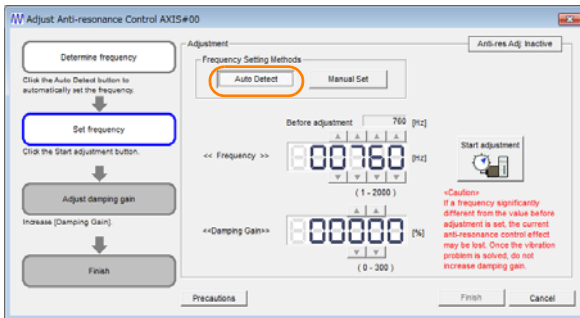 Adjust Anti-resonance Control AXIS#00
Determine frequency
Click the Auto Detect button to
automatically set the frequency.
Set frequency
Click the Start adjustment button.
Adjust damping gain
Increase [Damping Gain].
Finish
Adjustment
Anti-res Adj: Inactive
Frequency Setting Methods
Auto Detect
Manual Set
Before adjustment 760 [Hz]
<< Frequency >> 00760 [Hz]
( 1 - 2000 )
<<Damping Gain>> 00000 [%]
( 0 - 300 )
Start adjustment
<Caution>
If a frequency significantly
different from the value before
adjustment is set, the current
anti-resonance control effect
may be lost. Once the vibration
problem is solved, do not
increase damping gain.
Precautions
Finish
Cancel